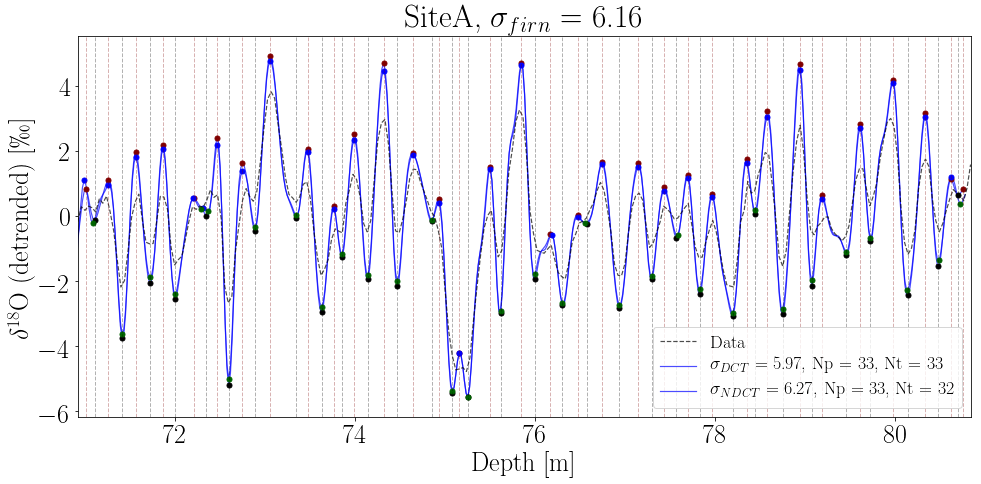 SiteA, σ_firn = 6.16
δ¹⁸O (detrended) [‰]
4
2
0
−2
−4
−6
72
74
76
78
80
Depth [m]
Data
σ_DCT = 5.97, Np = 33, Nt = 33
σ_NDCT = 6.27, Np = 33, Nt = 32